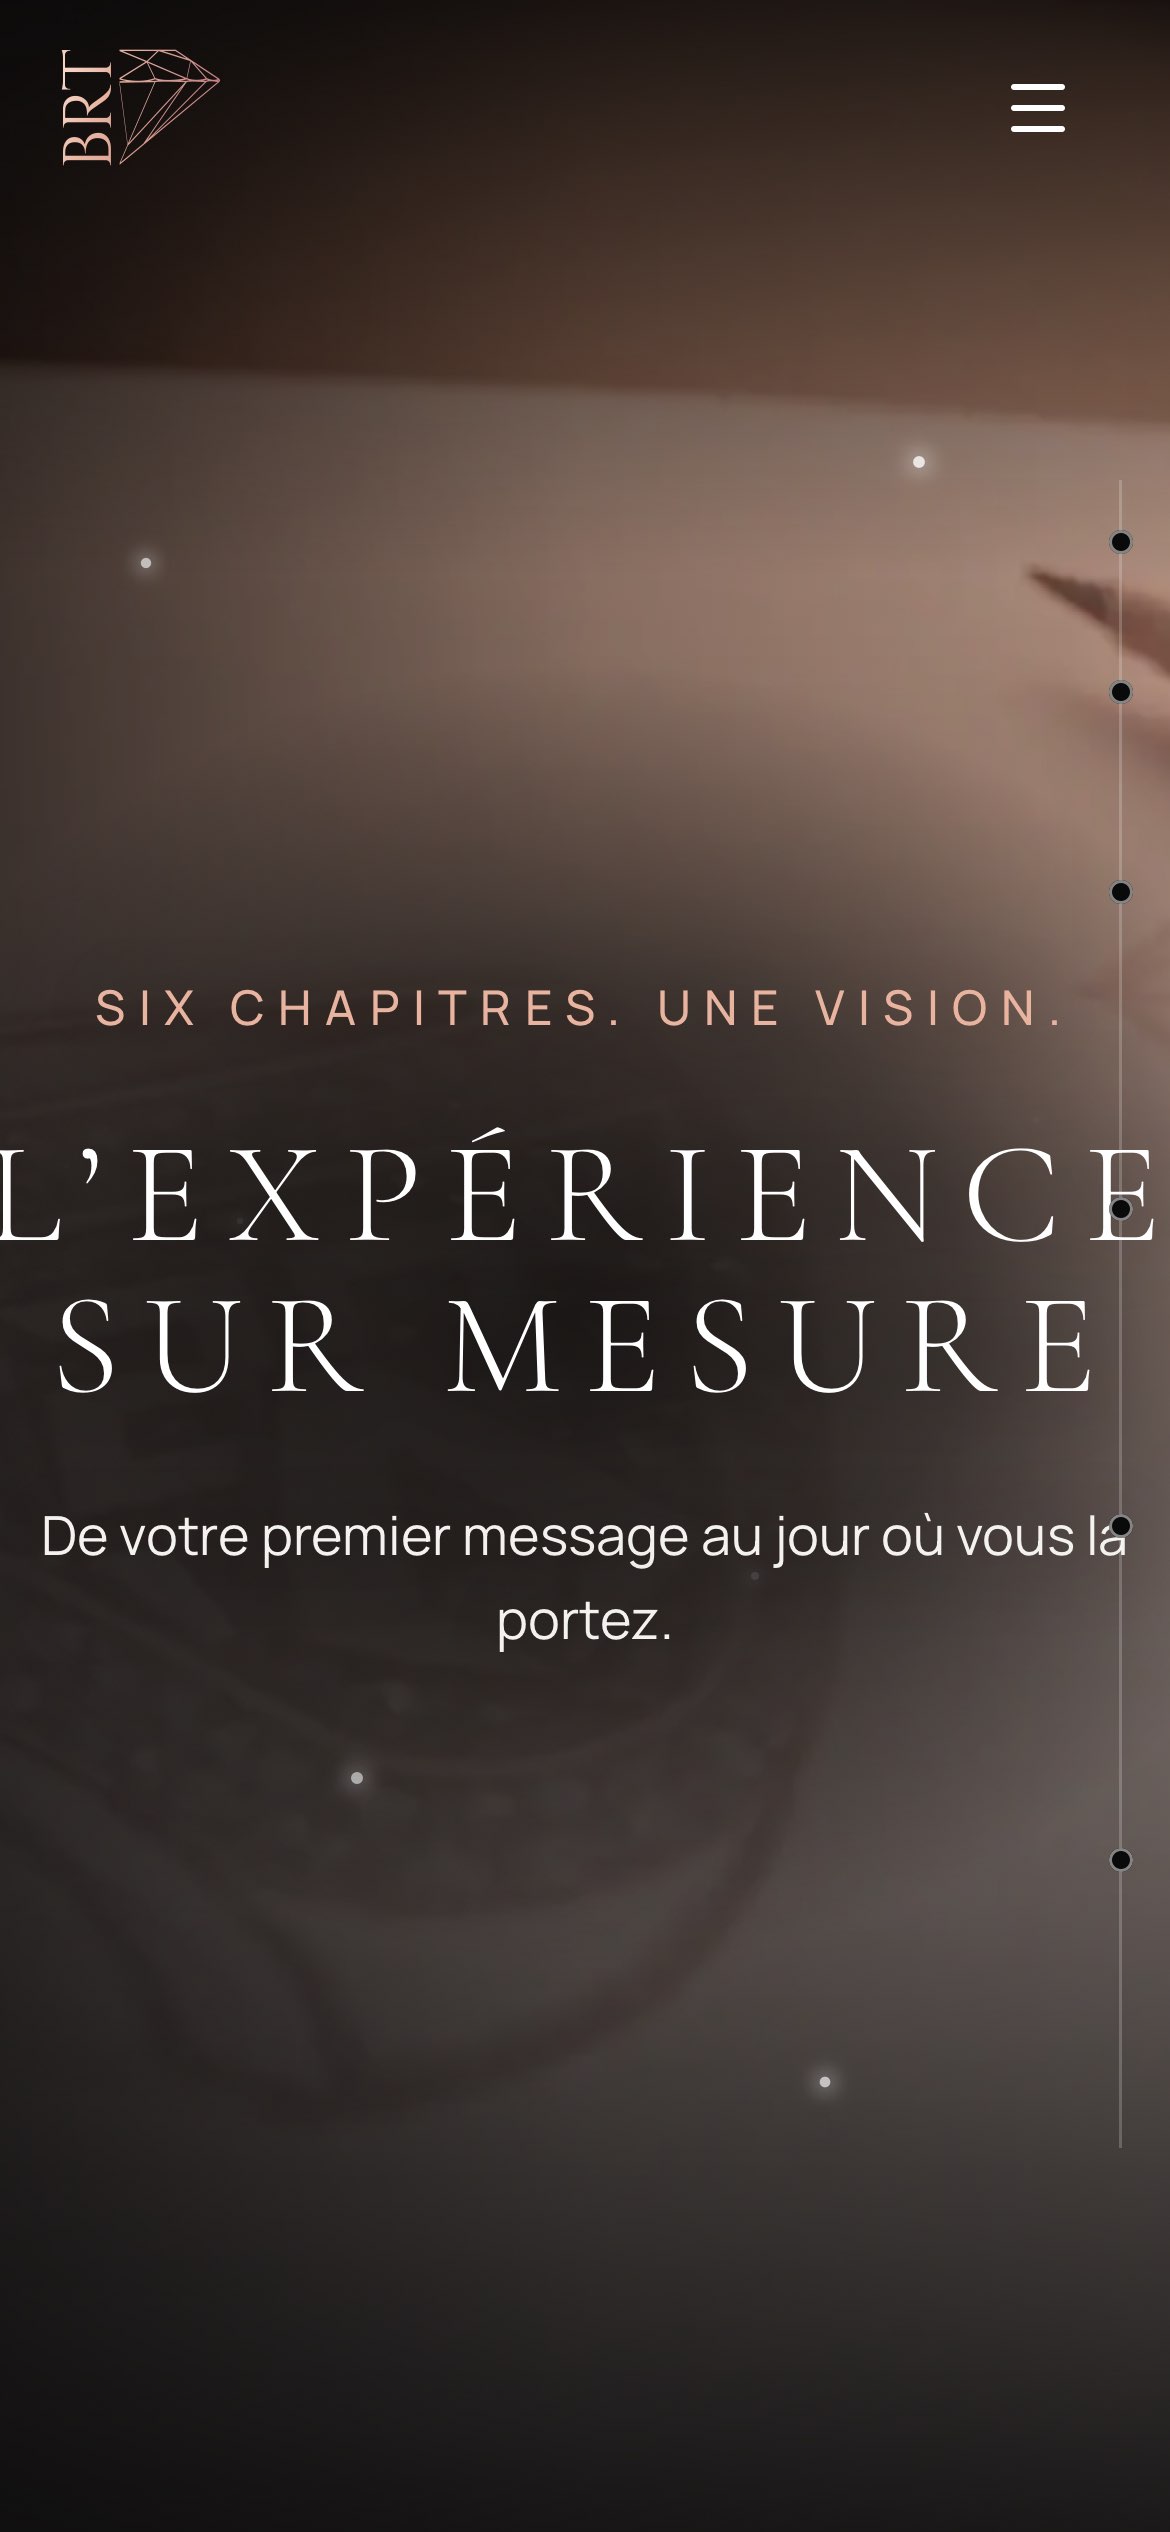 BRT
SIX CHAPITRES. UNE VISION.
L’EXPÉRIENCE
SUR MESURE
De votre premier message au jour où vous la
portez.